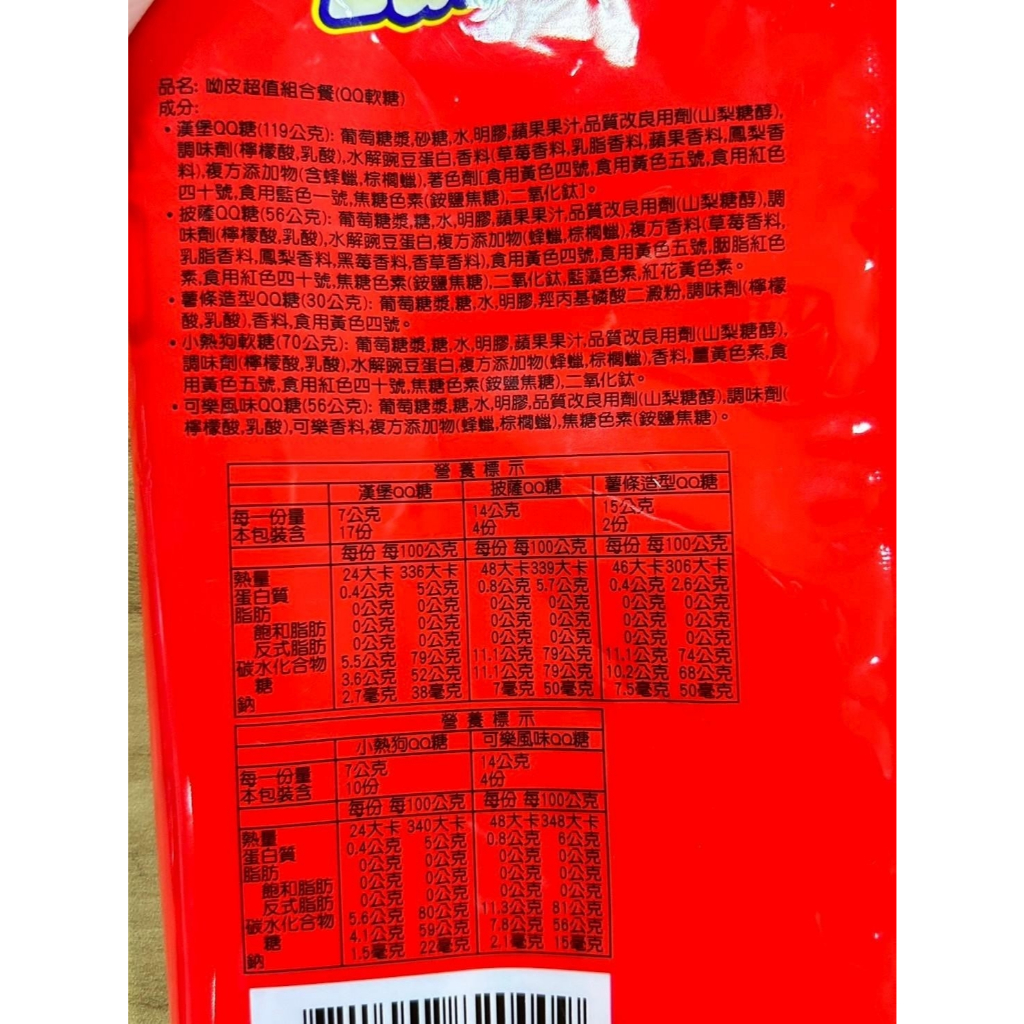 品名: 呦皮超值組合餐(QQ軟糖)
成分:
•漢堡QQ糖(119公克): 葡萄糖漿,砂糖,水,明膠,蘋果果汁,品質改良用劑(山梨糖醇),
調味劑(檸檬酸,乳酸),水解豌豆蛋白,香料(草莓香料,乳脂香料,蘋果香料,鳳梨香
料),複方添加物(含蜂蠟,棕櫚蠟),著色劑[食用黃色四號,食用黃色五號,食用紅色
四十號,食用藍色一號,焦糖色素(銨鹽焦糖),二氧化鈦]。
•披薩QQ糖(56公克): 葡萄糖漿,糖,水,明膠,蘋果果汁,品質改良用劑(山梨糖醇),調
味劑(檸檬酸,乳酸),水解豌豆蛋白,複方添加物(蜂蠟,棕櫚蠟),複方香料(草莓香料,
乳脂香料,鳳梨香料,黑莓香料,香草香料),食用黃色四號,食用黃色五號,胭脂紅色
素,食用紅色四十號,焦糖色素(銨鹽焦糖),二氧化鈦,藍藻色素,紅花黃色素。
•薯條造型QQ糖(30公克): 葡萄糖漿,糖,水,明膠,羥丙基磷酸二澱粉,調味劑(檸檬
酸,乳酸),香料,食用黃色四號。
•小熱狗軟糖(70公克): 葡萄糖漿,糖,水,明膠,蘋果果汁,品質改良用劑(山梨糖醇),
調味劑(檸檬酸,乳酸),水解豌豆蛋白,複方添加物(蜂蠟,棕櫚蠟),香料,薑黃色素,食
用黃色五號,食用紅色四十號,焦糖色素(銨鹽焦糖),二氧化鈦。
•可樂風味QQ糖(56公克): 葡萄糖漿,糖,水,明膠,品質改良用劑(山梨糖醇),調味劑(
檸檬酸,乳酸),可樂香料,複方添加物(蜂蠟,棕櫚蠟),焦糖色素(銨鹽焦糖)。
營養標示
漢堡QQ糖 披薩QQ糖 薯條造型QQ糖
每一份量 7公克 14公克 15公克
本包裝含 17份 4份 2份
每份 每100公克 每份 每100公克 每份 每100公克
熱量 24大卡 336大卡 48大卡 339大卡 46大卡 306大卡
蛋白質 0.4公克 5公克 0.8公克 5.7公克 0.4公克 2.6公克
脂肪 0公克 0公克 0公克 0公克 0公克 0公克
飽和脂肪 0公克 0公克 0公克 0公克 0公克 0公克
反式脂肪 0公克 0公克 0公克 0公克 0公克 0公克
碳水化合物 5.5公克 79公克 11.1公克 79公克 11.1公克 74公克
糖 3.6公克 52公克 11.1公克 79公克 10.2公克 68公克
鈉 2.7毫克 38毫克 7毫克 50毫克 7.5毫克 50毫克
營養標示
小熱狗QQ糖 可樂風味QQ糖
每一份量 7公克 14公克
本包裝含 10份 4份
每份 每100公克 每份 每100公克
熱量 24大卡 340大卡 48大卡 348大卡
蛋白質 0.4公克 5公克 0.8公克 6公克
脂肪 0公克 0公克 0公克 0公克
飽和脂肪 0公克 0公克 0公克 0公克
反式脂肪 0公克 0公克 0公克 0公克
碳水化合物 5.6公克 80公克 11.3公克 81公克
糖 4.1公克 59公克 7.8公克 56公克
鈉 1.5毫克 22毫克 2.1毫克 15毫克